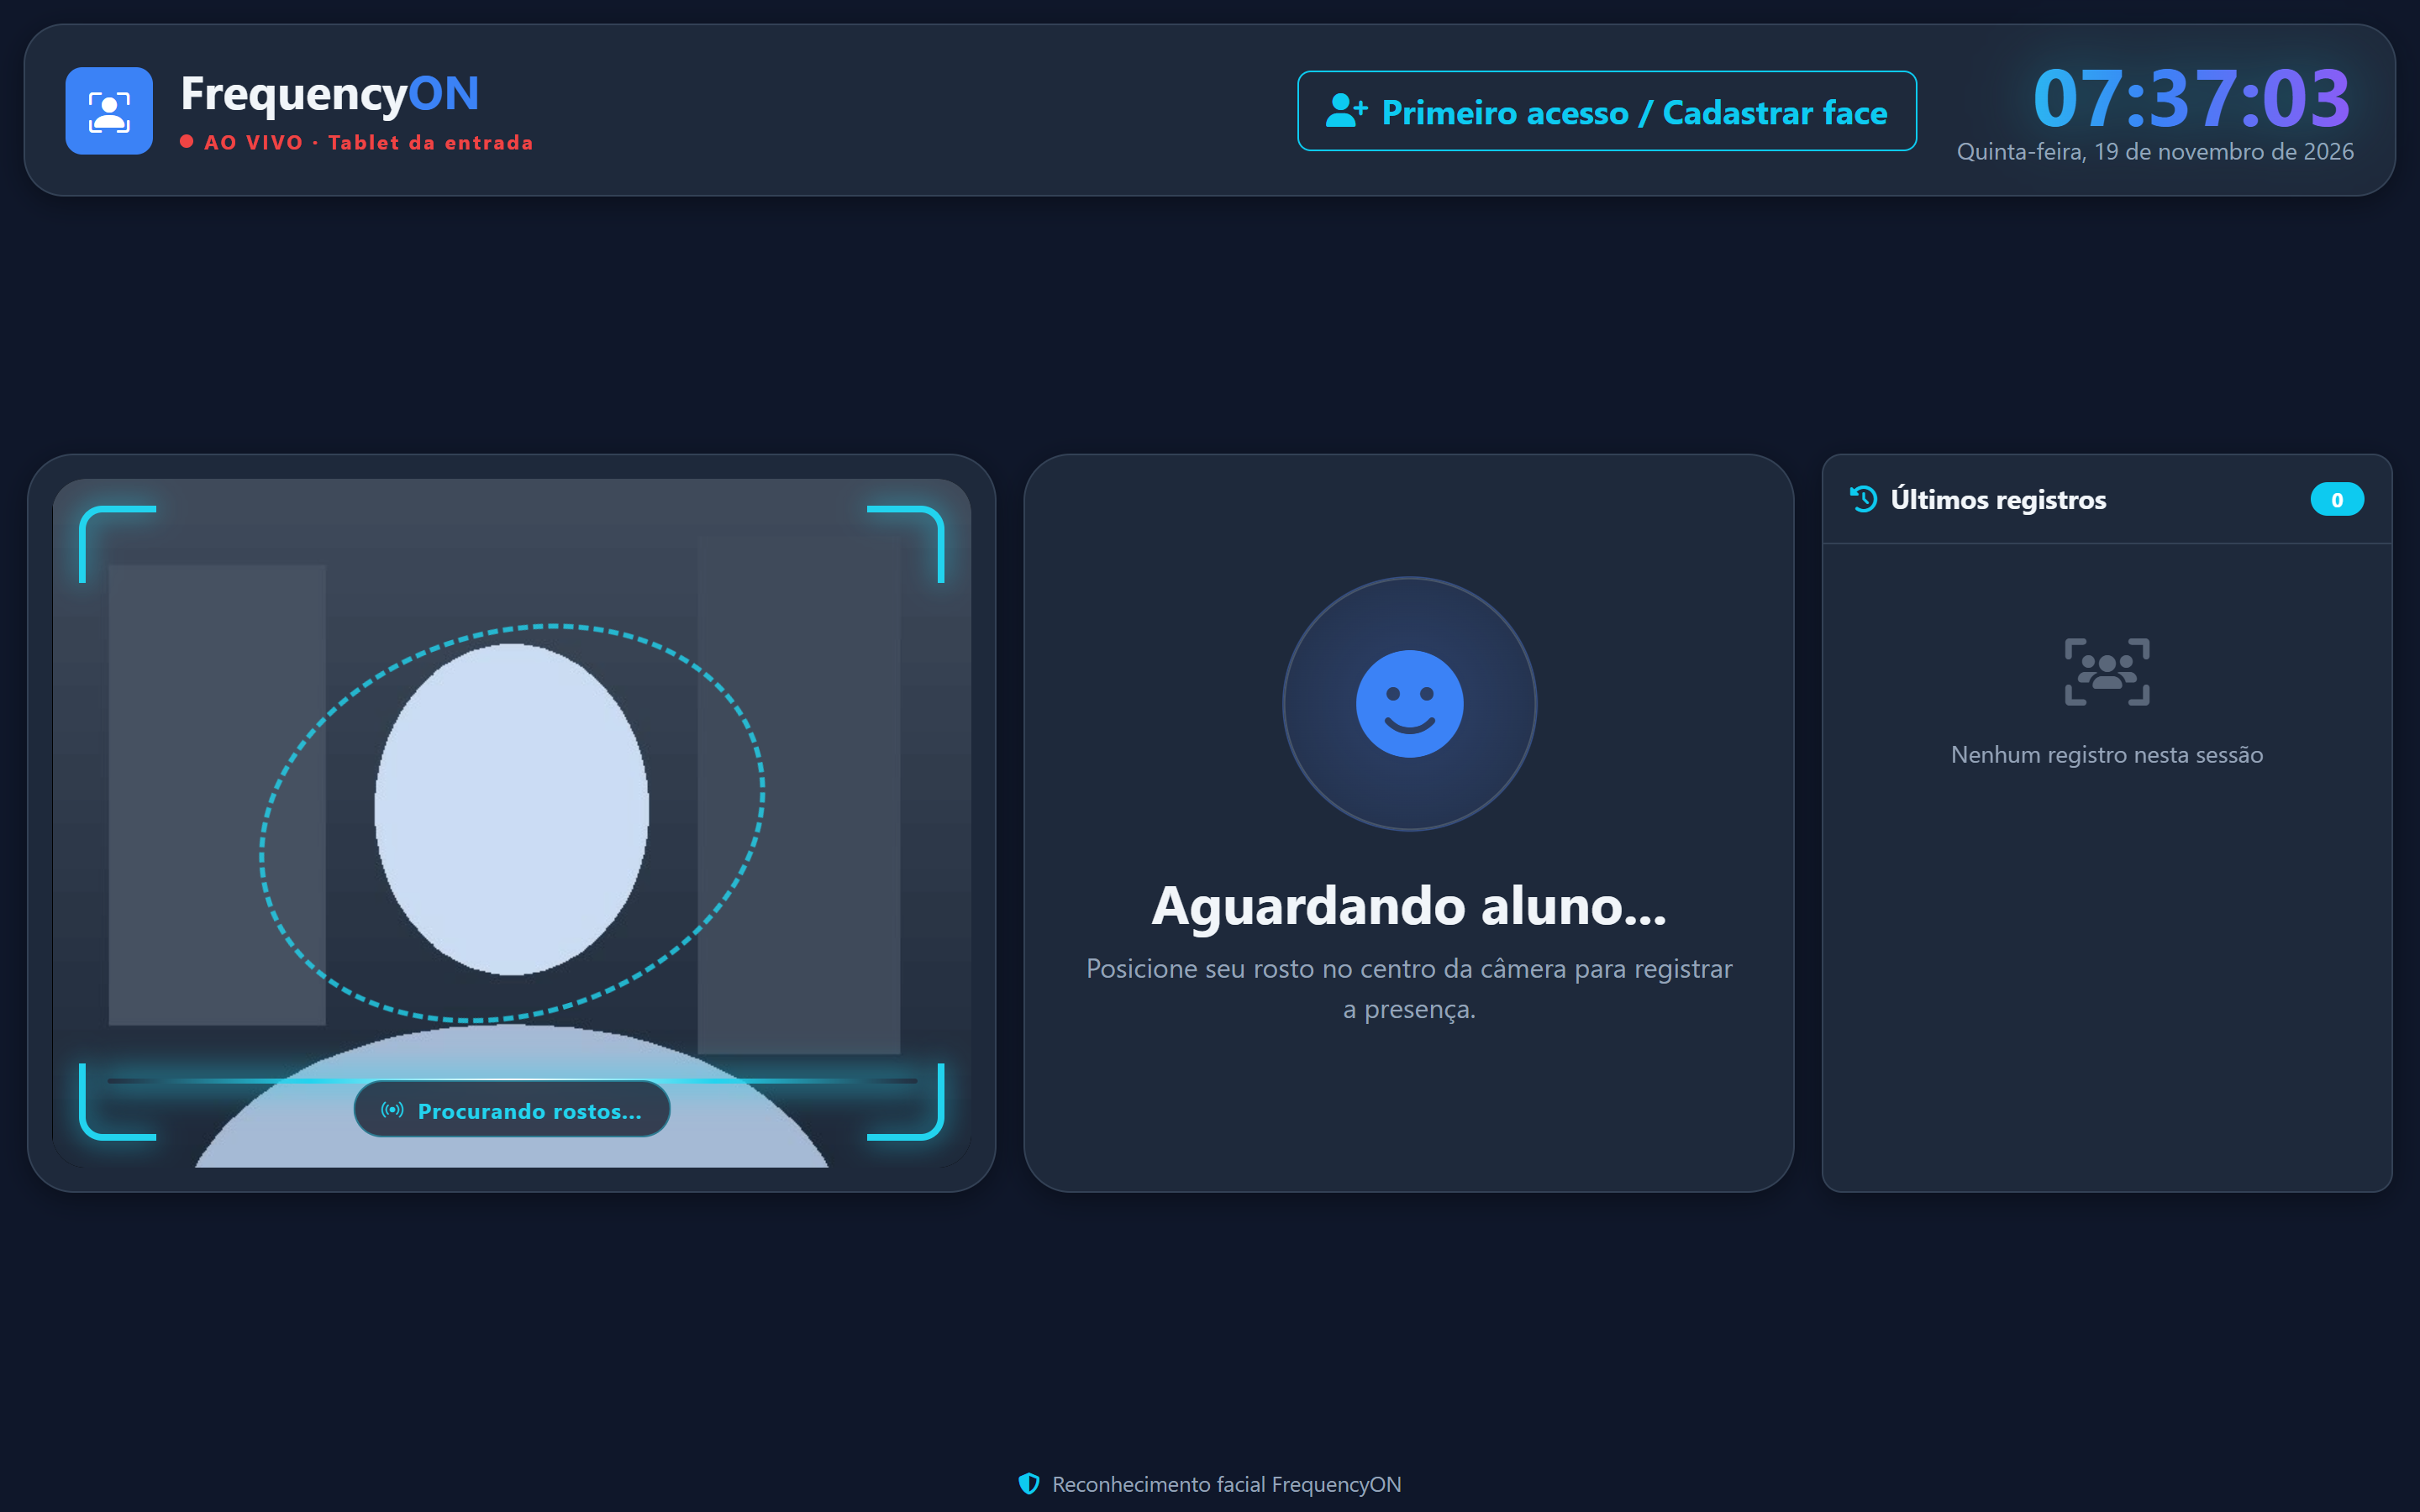 FrequencyON
AO VIVO · Tablet da entrada
Primeiro acesso / Cadastrar face
07:37:03
Quinta-feira, 19 de novembro de 2026
Procurando rostos...
Aguardando aluno...
Posicione seu rosto no centro da câmera para registrar
a presença.
Últimos registros
0
Nenhum registro nesta sessão
Reconhecimento facial FrequencyON